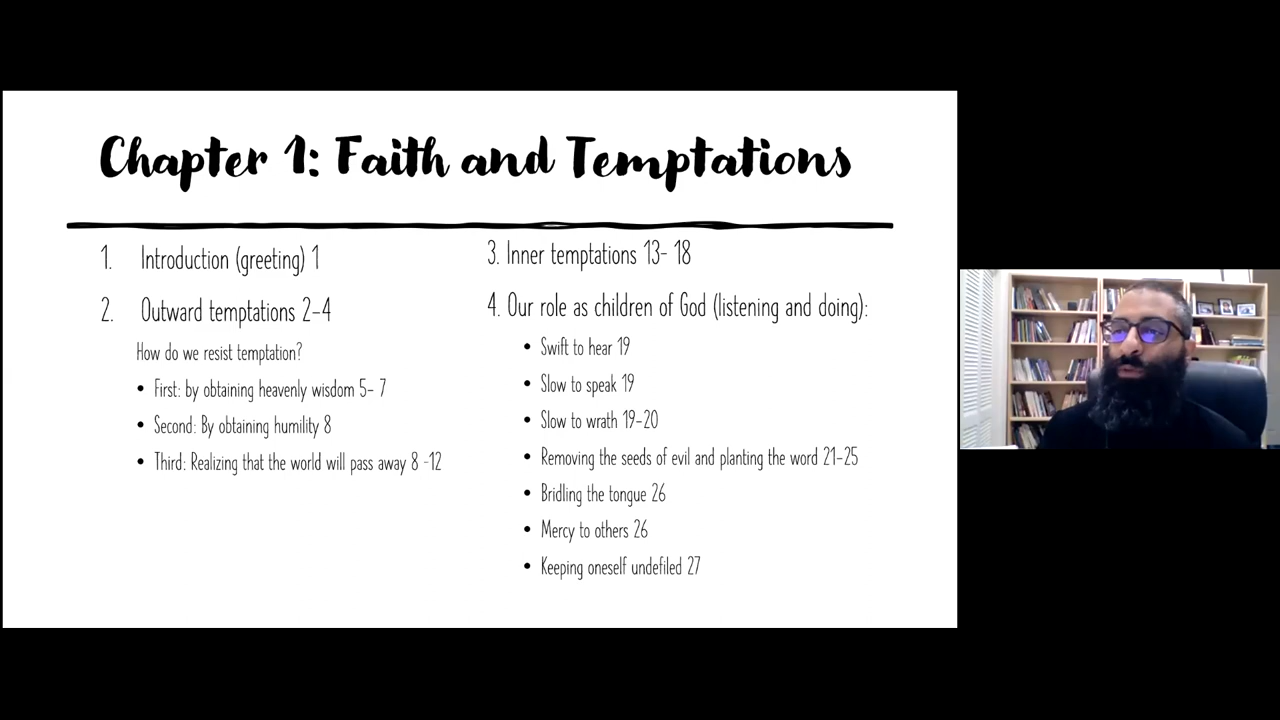 Chapter 1: Faith and Temptations
1. Introduction (greeting) 1
2. Outward temptations 2-4
How do we resist temptation?
• First: by obtaining heavenly wisdom 5- 7
• Second: By obtaining humility 8
• Third: Realizing that the world will pass away 8 -12
3. Inner temptations 13- 18
4. Our role as children of God (listening and doing):
• Swift to hear 19
• Slow to speak 19
• Slow to wrath 19-20
• Removing the seeds of evil and planting the word 21-25
• Bridling the tongue 26
• Mercy to others 26
• Keeping oneself undefiled 27